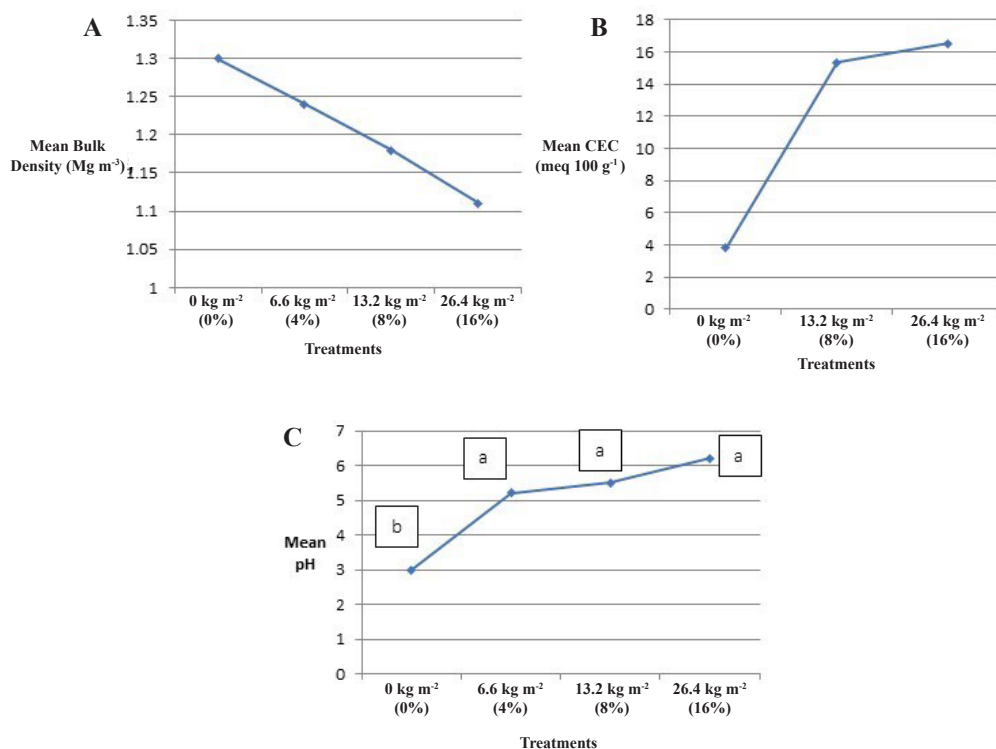 A
1.35
1.3
1.25
1.2
1.15
1.1
1.05
1
Mean Bulk
Density (Mg m⁻³)
0 kg m⁻² 6.6 kg m⁻² 13.2 kg m⁻² 26.4 kg m⁻²
(0%) (4%) (8%) (16%)
Treatments
B
18
16
14
12
10
8
6
4
2
0
Mean CEC
(meq 100 g⁻¹)
0 kg m⁻² 13.2 kg m⁻² 26.4 kg m⁻²
(0%) (8%) (16%)
Treatments
C
7
6
5
4
3
2
1
0
Mean
pH
b
a
a
a
0 kg m⁻² 6.6 kg m⁻² 13.2 kg m⁻² 26.4 kg m⁻²
(0%) (4%) (8%) (16%)
Treatments